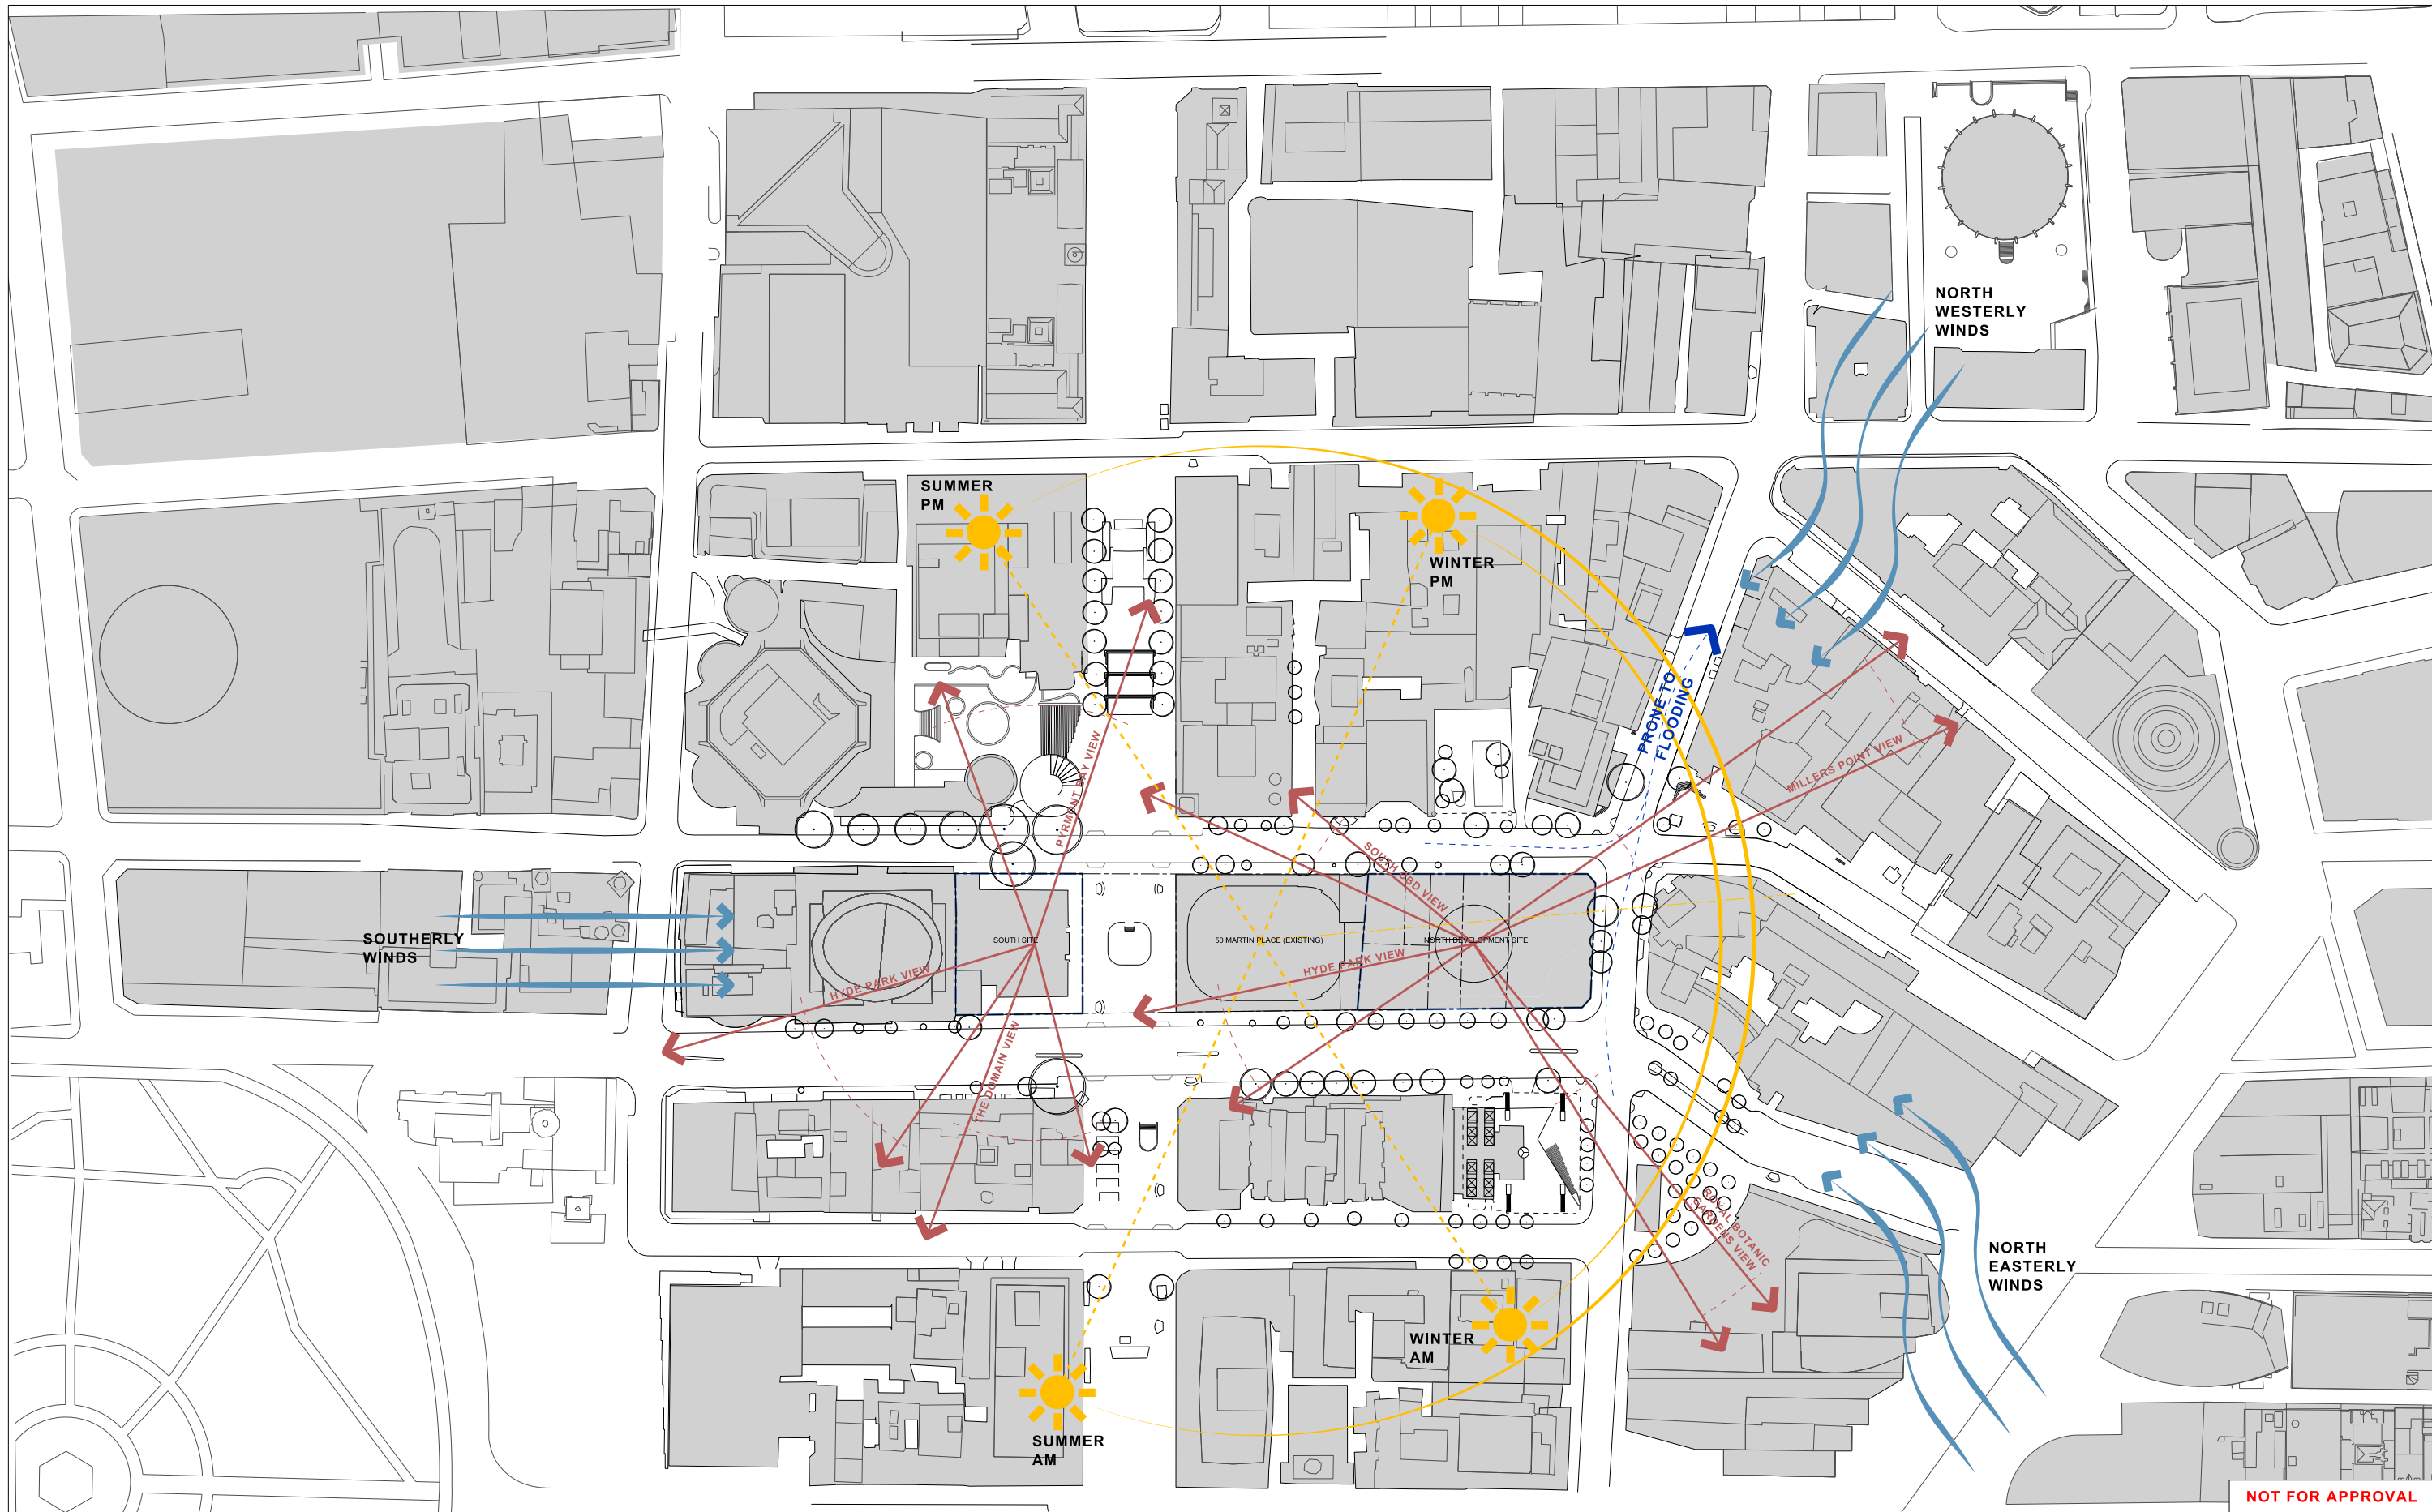 NORTH
WESTERLY
WINDS
SUMMER
PM
WINTER
PM
PRONE TO
FLOODING
PYRMONT BAY VIEW
MILLERS POINT VIEW
SOUTH CBD VIEW
SOUTHERLY
WINDS
SOUTH SITE
50 MARTIN PLACE (EXISTING)
NORTH DEVELOPMENT SITE
HYDE PARK VIEW
HYDE PARK VIEW
THE DOMAIN VIEW
ROYAL BOTANIC
GARDENS VIEW
NORTH
EASTERLY
WINDS
WINTER
AM
SUMMER
AM
NOT FOR APPROVAL